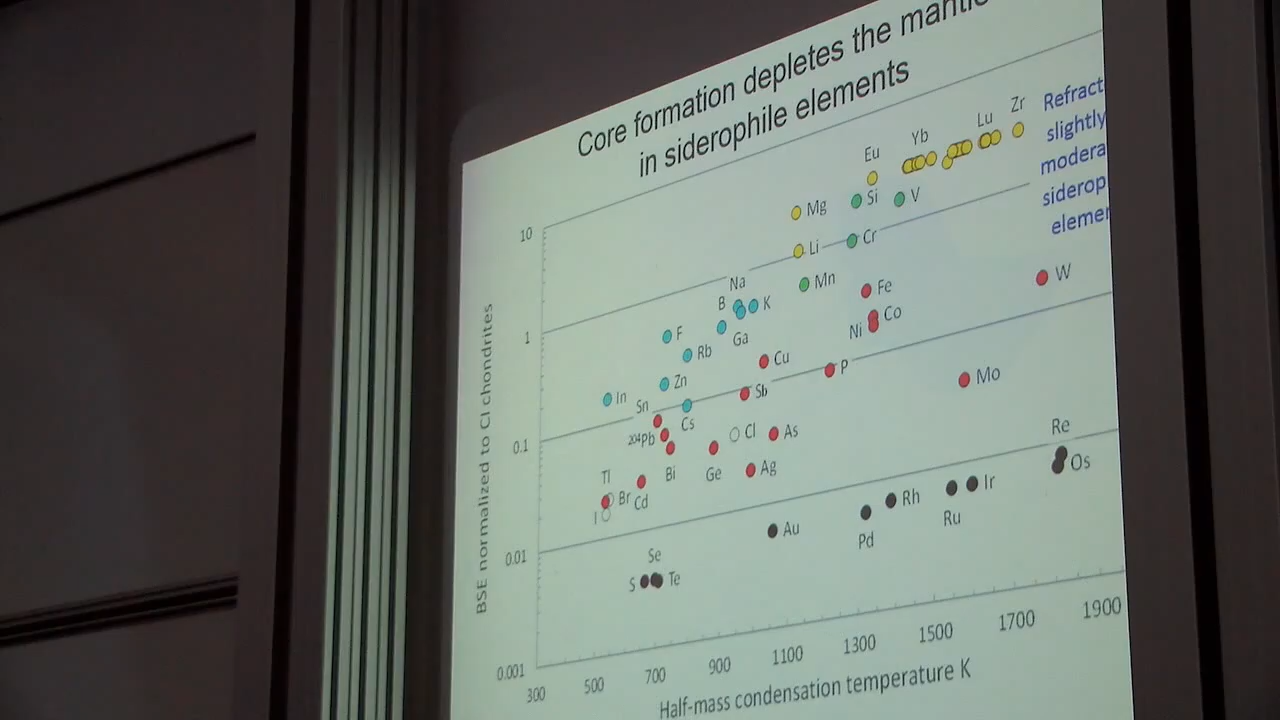 Core formation depletes the mantle
in siderophile elements
Refract
slightly
modera
siderop
elemen
Zr
Lu
Yb
Eu
Mg
Si
V
Li
Cr
Na
Mn
B
K
Fe
W
F
Ga
Co
Ni
Rb
Cu
P
Zn
Sb
Mo
In
Sn
Cs
204Pb
Cl
As
Re
Tl
Bi
Ge
Ag
Os
Br
Cd
I
Rh
Ir
Au
Pd
Ru
Se
S
Te
10
1
0.1
0.01
0.001
BSE normalized to CI chondrites
300 500 700 900 1100 1300 1500 1700 1900
Half-mass condensation temperature K